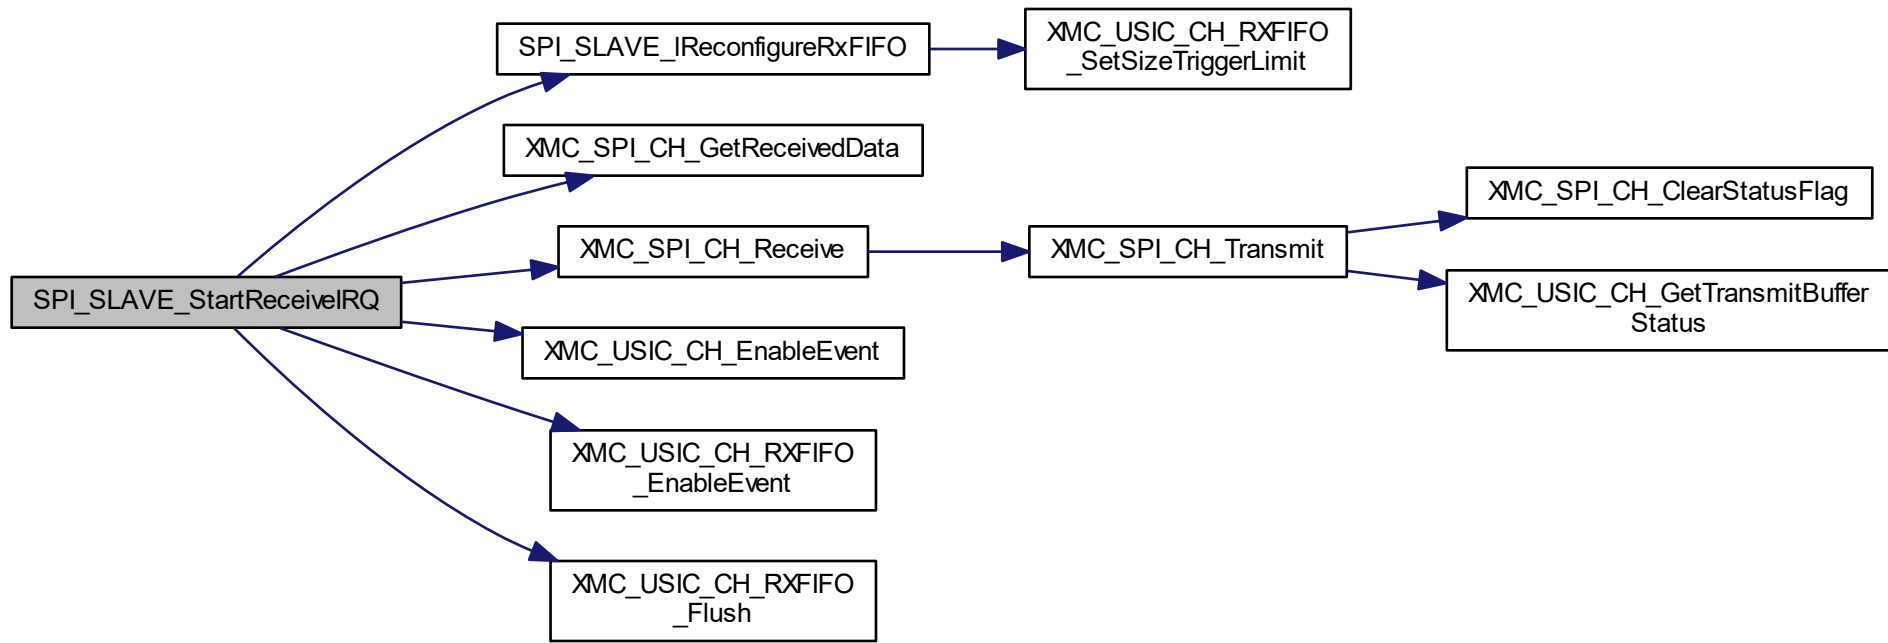 SPI_SLAVE_StartReceiveIRQ
SPI_SLAVE_lReconfigureRxFIFO
XMC_USIC_CH_RXFIFO
_SetSizeTriggerLimit
XMC_SPI_CH_GetReceivedData
XMC_SPI_CH_Receive
XMC_SPI_CH_Transmit
XMC_SPI_CH_ClearStatusFlag
XMC_USIC_CH_GetTransmitBuffer
Status
XMC_USIC_CH_EnableEvent
XMC_USIC_CH_RXFIFO
_EnableEvent
XMC_USIC_CH_RXFIFO
_Flush